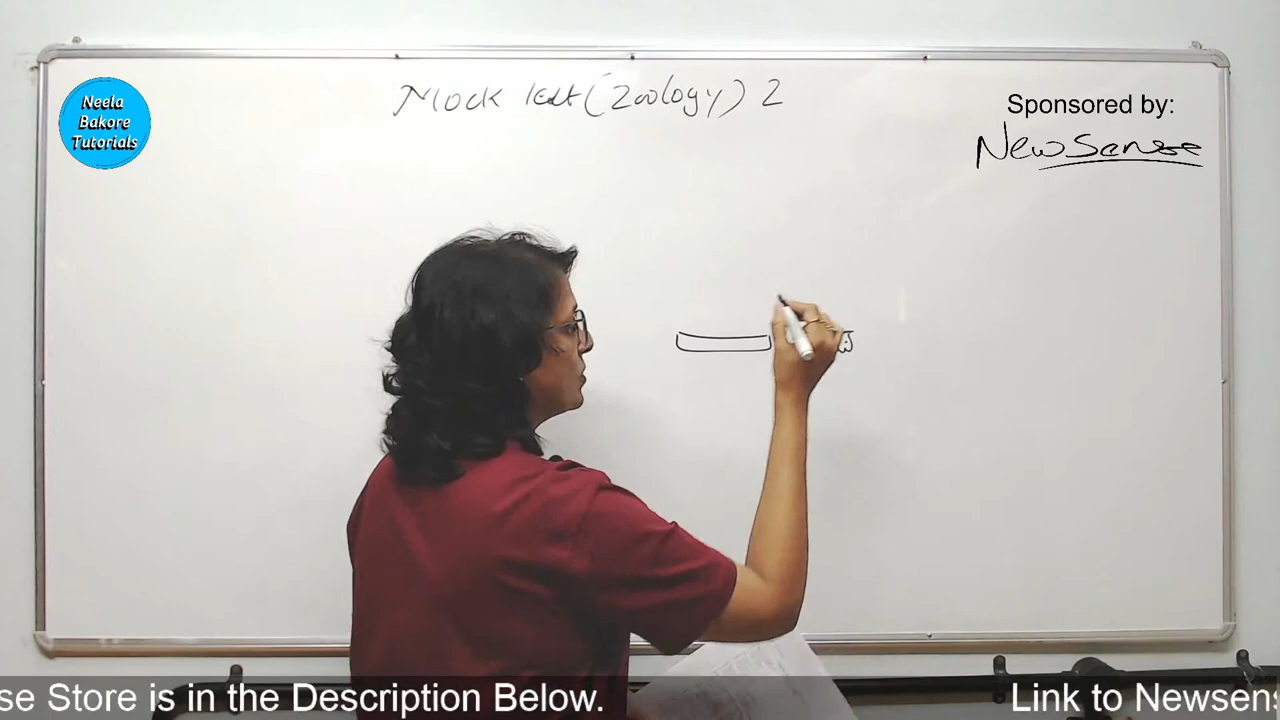 Neela
Bakore
Tutorials
Mock test (Zoology) 2
Sponsored by:
NewSense
se Store is in the Description Below.
Link to Newsens